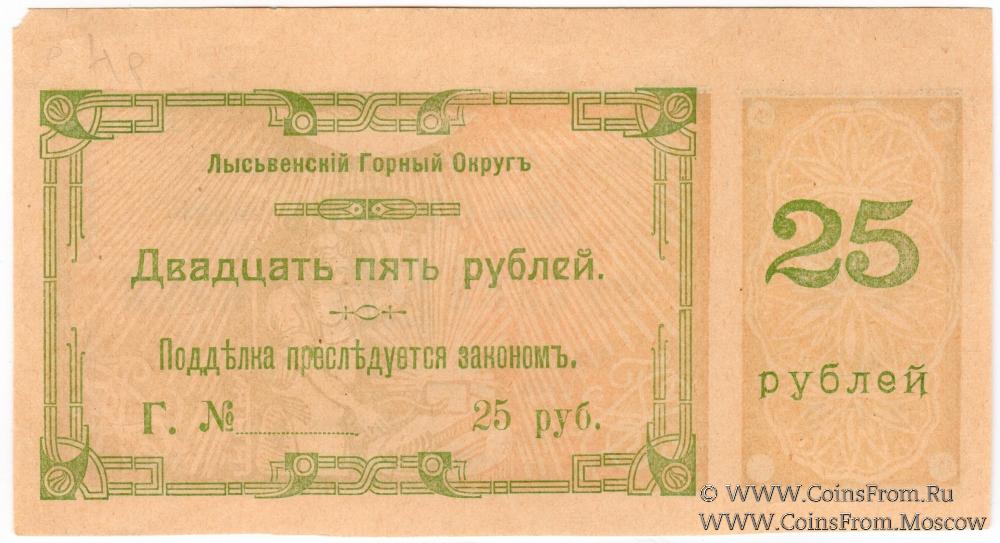 Лысьвенскій Горный Округъ
Двадцать пять рублей.
Поддѣлка преслѣдуется закономъ.
Г. № 25 руб.
25
рублей
© WWW.CoinsFrom.Ru
WWW.CoinsFrom.Moscow